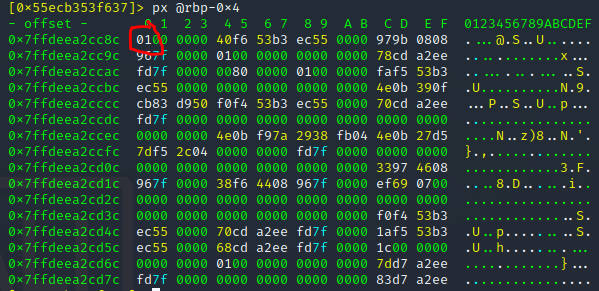 [0×55ecb353f637]> px @rbp-0×4
- offset -   0 1  2 3  4 5  6 7  8 9  A B  C D  E F  0123456789ABCDEF
0×7ffdeea2cc8c  0100 0000 40f6 53b3 ec55 0000 979b 0808  ....@.S..U......
0×7ffdeea2cc9c  967f 0000 0100 0000 0000 0000 78cd a2ee  ............x...
0×7ffdeea2ccac  fd7f 0000 0080 0000 0100 0000 faf5 53b3  ..............S.
0×7ffdeea2ccbc  ec55 0000 0000 0000 0000 0000 4e0b 390f  .U..........N.9.
0×7ffdeea2cccc  cb83 d950 f0f4 53b3 ec55 0000 70cd a2ee  ...P..S..U..p...
0×7ffdeea2ccdc  fd7f 0000 0000 0000 0000 0000 0000 0000  ................
0×7ffdeea2ccec  0000 0000 4e0b f97a 2938 fb04 4e0b 27d5  ....N..z)8..N.'.
0×7ffdeea2ccfc  7df5 2c04 0000 0000 fd7f 0000 0000 0000  }.,.............
0×7ffdeea2cd0c  0000 0000 0000 0000 0000 0000 3397 4608  ............3.F.
0×7ffdeea2cd1c  967f 0000 38f6 4408 967f 0000 ef69 0700  ....8.D......i..
0×7ffdeea2cd2c  0000 0000 0000 0000 0000 0000 0000 0000  ................
0×7ffdeea2cd3c  0000 0000 0000 0000 0000 0000 f0f4 53b3  ..............S.
0×7ffdeea2cd4c  ec55 0000 70cd a2ee fd7f 0000 1af5 53b3  .U..p.........S.
0×7ffdeea2cd5c  ec55 0000 68cd a2ee fd7f 0000 1c00 0000  .U..h...........
0×7ffdeea2cd6c  0000 0000 0100 0000 0000 0000 7dd7 a2ee  ............}...
0×7ffdeea2cd7c  fd7f 0000 0000 0000 0000 0000 83d7 a2ee  ................